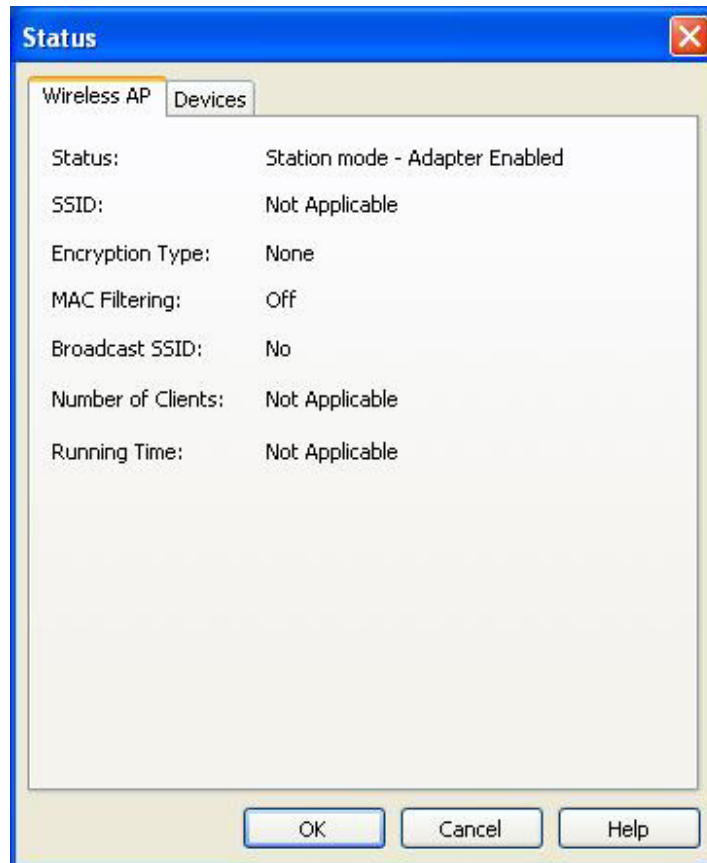 Status
Wireless AP Devices
Status: Station mode - Adapter Enabled
SSID: Not Applicable
Encryption Type: None
MAC Filtering: Off
Broadcast SSID: No
Number of Clients: Not Applicable
Running Time: Not Applicable
OK Cancel Help